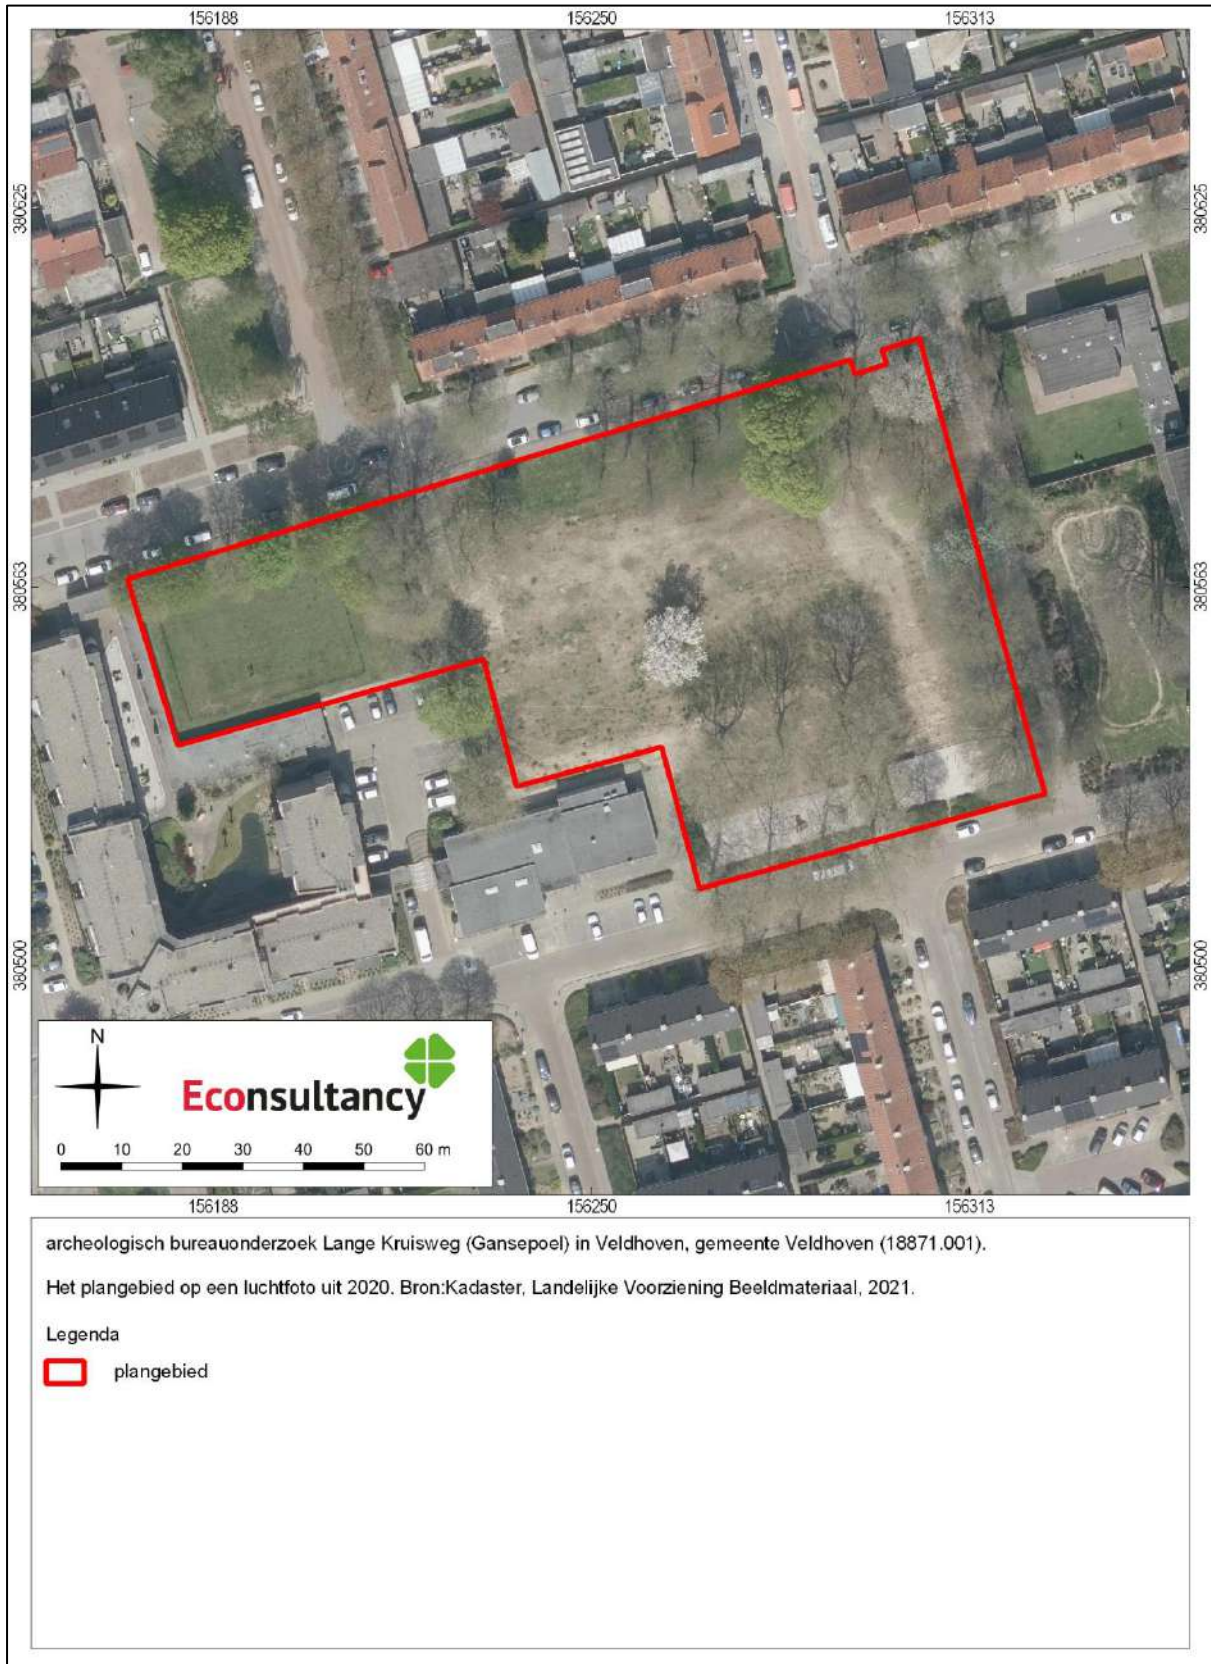 156188 156250 156313
380625 380625
380563 380563
380500 380500
N
Econsultancy
0 10 20 30 40 50 60 m
156188 156250 156313
archeologisch bureauonderzoek Lange Kruisweg (Gansepoel) in Veldhoven, gemeente Veldhoven (18871.001).
Het plangebied op een luchtfoto uit 2020. Bron:Kadaster, Landelijke Voorziening Beeldmateriaal, 2021.
Legenda
plangebied